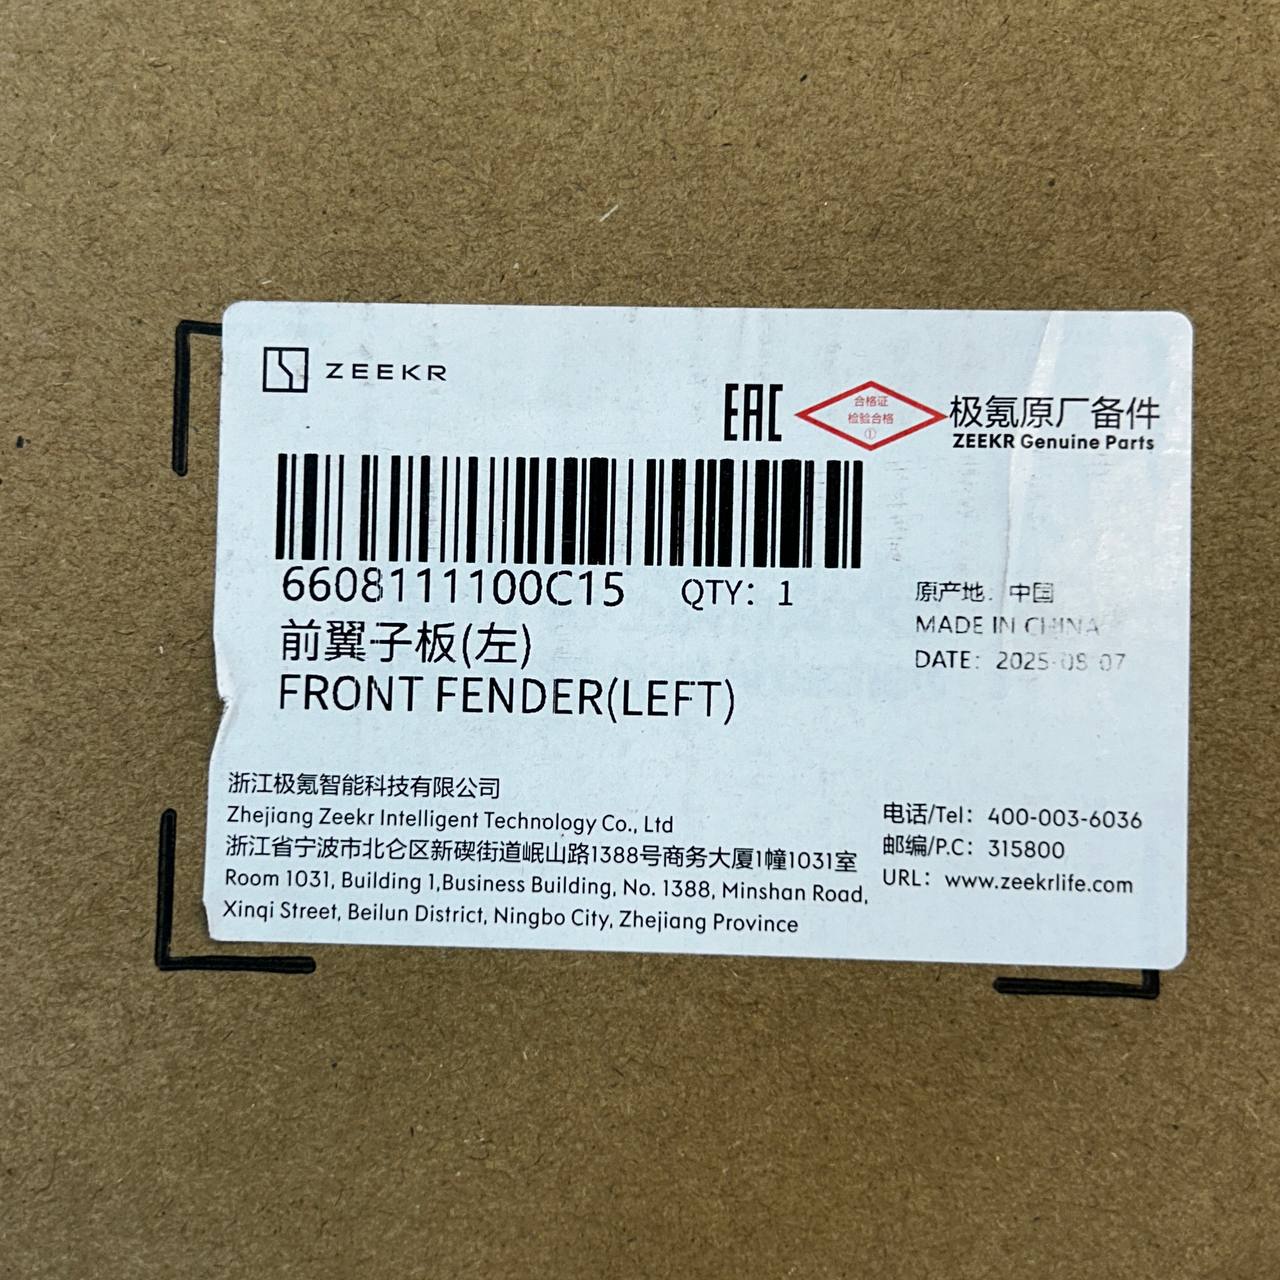 ZEEKR
EAC
合格证
检验合格
①
极氪原厂备件
ZEEKR Genuine Parts
6608111100C15 QTY: 1
前翼子板(左)
FRONT FENDER(LEFT)
原产地: 中国
MADE IN CHINA
DATE: 2025-08-07
浙江极氪智能科技有限公司
Zhejiang Zeekr Intelligent Technology Co., Ltd
浙江省宁波市北仑区新碶街道岷山路1388号商务大厦1幢1031室
Room 1031, Building 1,Business Building, No. 1388, Minshan Road,
Xinqi Street, Beilun District, Ningbo City, Zhejiang Province
电话/Tel: 400-003-6036
邮编/P.C: 315800
URL: www.zeekrlife.com